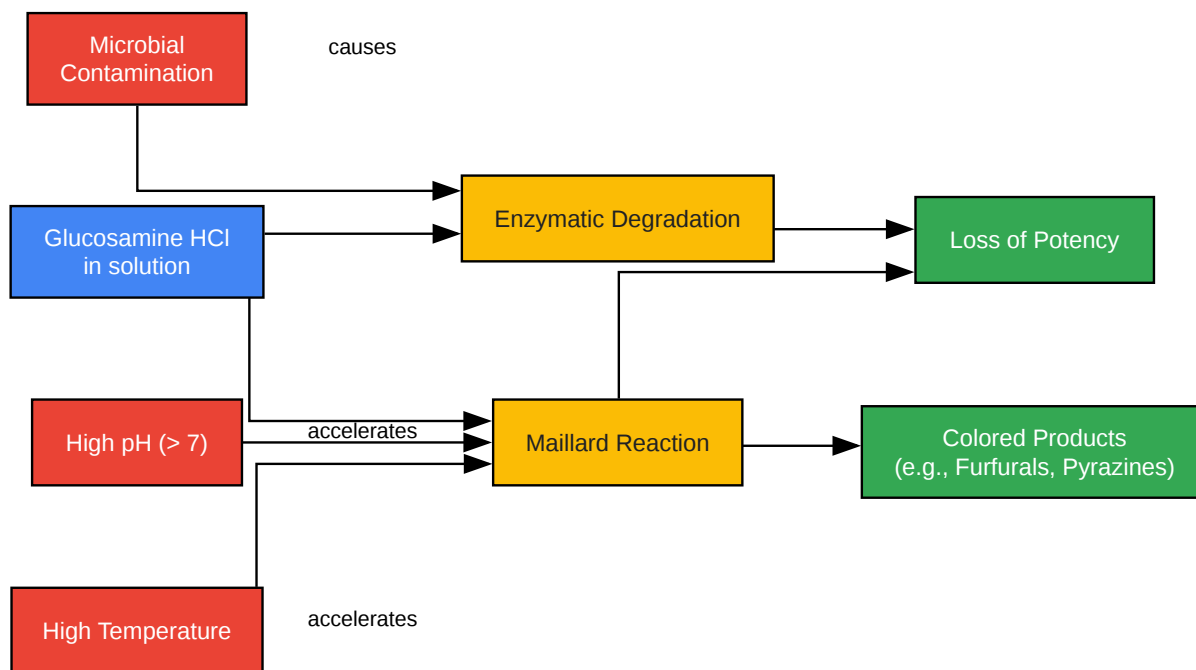 Microbial
Contamination
causes
Enzymatic Degradation
Loss of Potency
Glucosamine HCl
in solution
High pH (> 7)
accelerates
Maillard Reaction
Colored Products
(e.g., Furfurals, Pyrazines)
High Temperature
accelerates